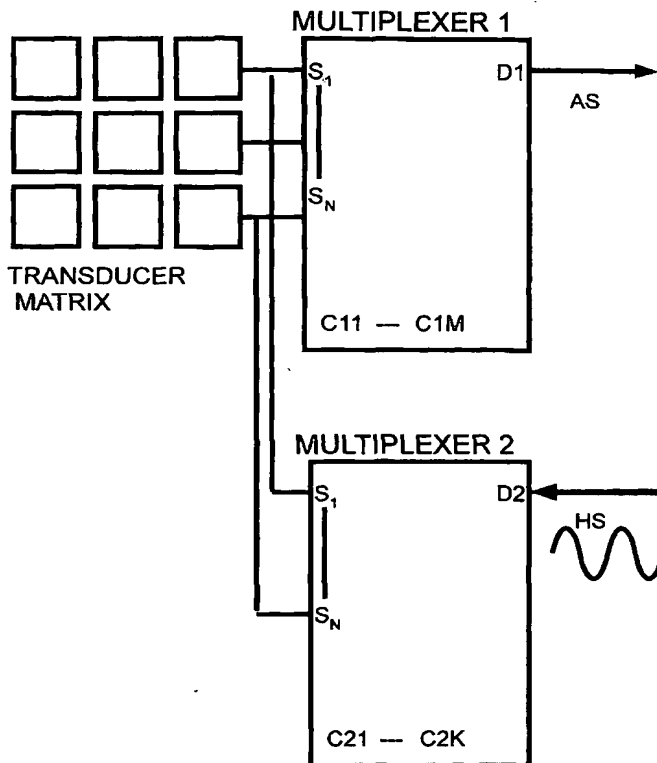 MULTIPLEXER 1
S1
D1
AS
SN
TRANSDUCER
MATRIX
C11 — C1M
MULTIPLEXER 2
S1
D2
HS
SN
C21 --- C2K